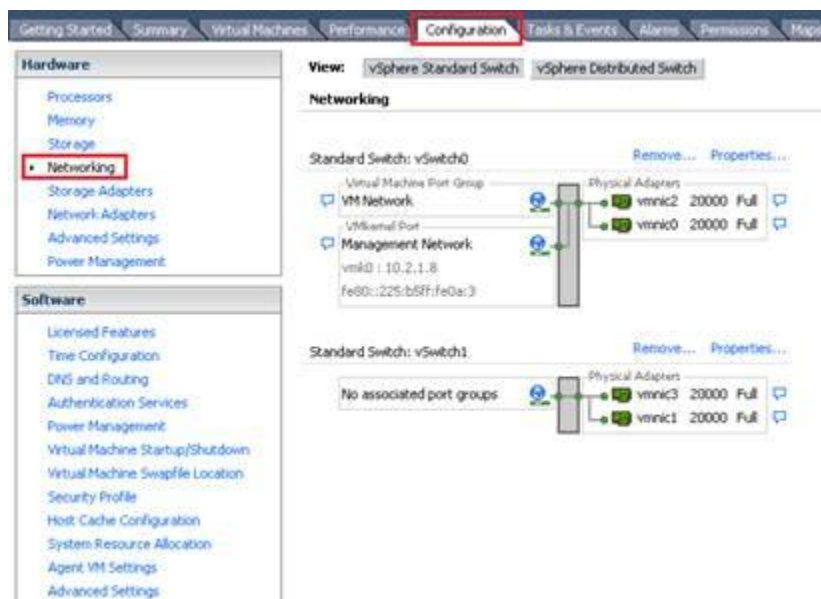 Getting Started Summary Virtual Machines Performance Configuration Tasks & Events Alarms Permissions Maps
Hardware
Processors
Memory
Storage
Networking
Storage Adapters
Network Adapters
Advanced Settings
Power Management
Software
Licensed Features
Time Configuration
DNS and Routing
Authentication Services
Power Management
Virtual Machine Startup/Shutdown
Virtual Machine Swapfile Location
Security Profile
Host Cache Configuration
System Resource Allocation
Agent VM Settings
Advanced Settings
View: vSphere Standard Switch vSphere Distributed Switch
Networking
Standard Switch: vSwitch0 Remove... Properties...
Virtual Machine Port Group Physical Adapters
VM Network vmnic2 20000 Full
vmnic0 20000 Full
VMkernel Port
Management Network
vmk0 : 10.2.1.8
fe80::225:b5ff:fe0a:3
Standard Switch: vSwitch1 Remove... Properties...
Physical Adapters
No associated port groups vmnic3 20000 Full
vmnic1 20000 Full